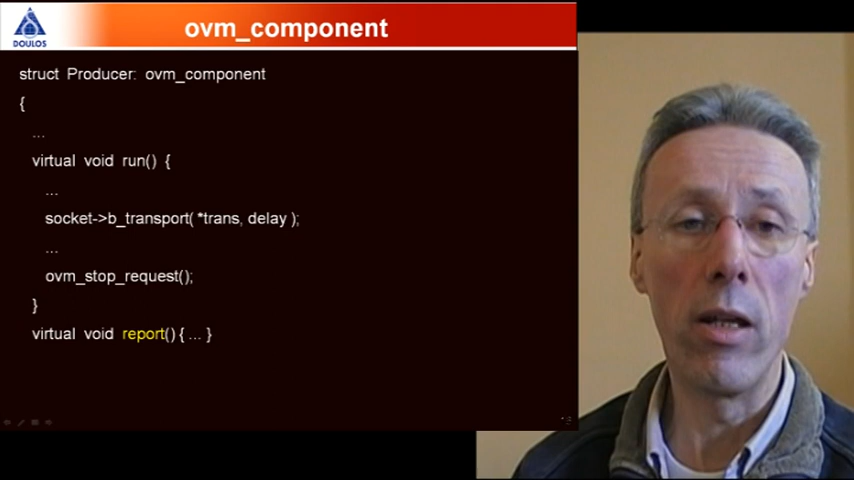 DOULOS
ovm_component
struct Producer: ovm_component
{
...
virtual void run() {
...
socket->b_transport( *trans, delay );
...
ovm_stop_request();
}
virtual void report() { ... }